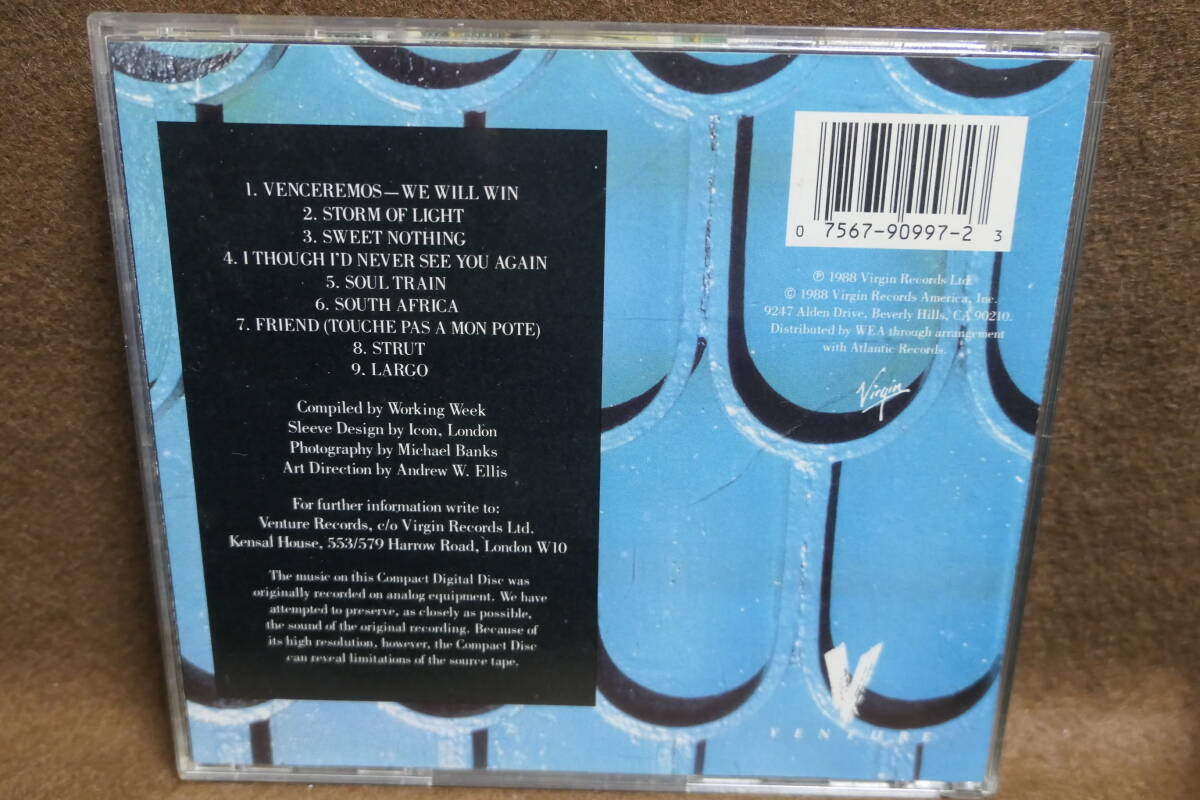 1. VENCEREMOS—WE WILL WIN
2. STORM OF LIGHT
3. SWEET NOTHING
4. I THOUGH I'D NEVER SEE YOU AGAIN
5. SOUL TRAIN
6. SOUTH AFRICA
7. FRIEND (TOUCHE PAS A MON POTE)
8. STRUT
9. LARGO
Compiled by Working Week
Sleeve Design by Icon, London
Photography by Michael Banks
Art Direction by Andrew W. Ellis
For further information write to:
Venture Records, c/o Virgin Records Ltd.
Kensal House, 553/579 Harrow Road, London W10
The music on this Compact Digital Disc was
originally recorded on analog equipment. We have
attempted to preserve, as closely as possible,
the sound of the original recording. Because of
its high resolution, however, the Compact Disc
can reveal limitations of the source tape.
0 7567-90997-2 3
℗ 1988 Virgin Records Ltd.
© 1988 Virgin Records America, Inc.
9247 Alden Drive, Beverly Hills, CA 90210.
Distributed by WEA through arrangement
with Atlantic Records.
Virgin
V
VENTURE